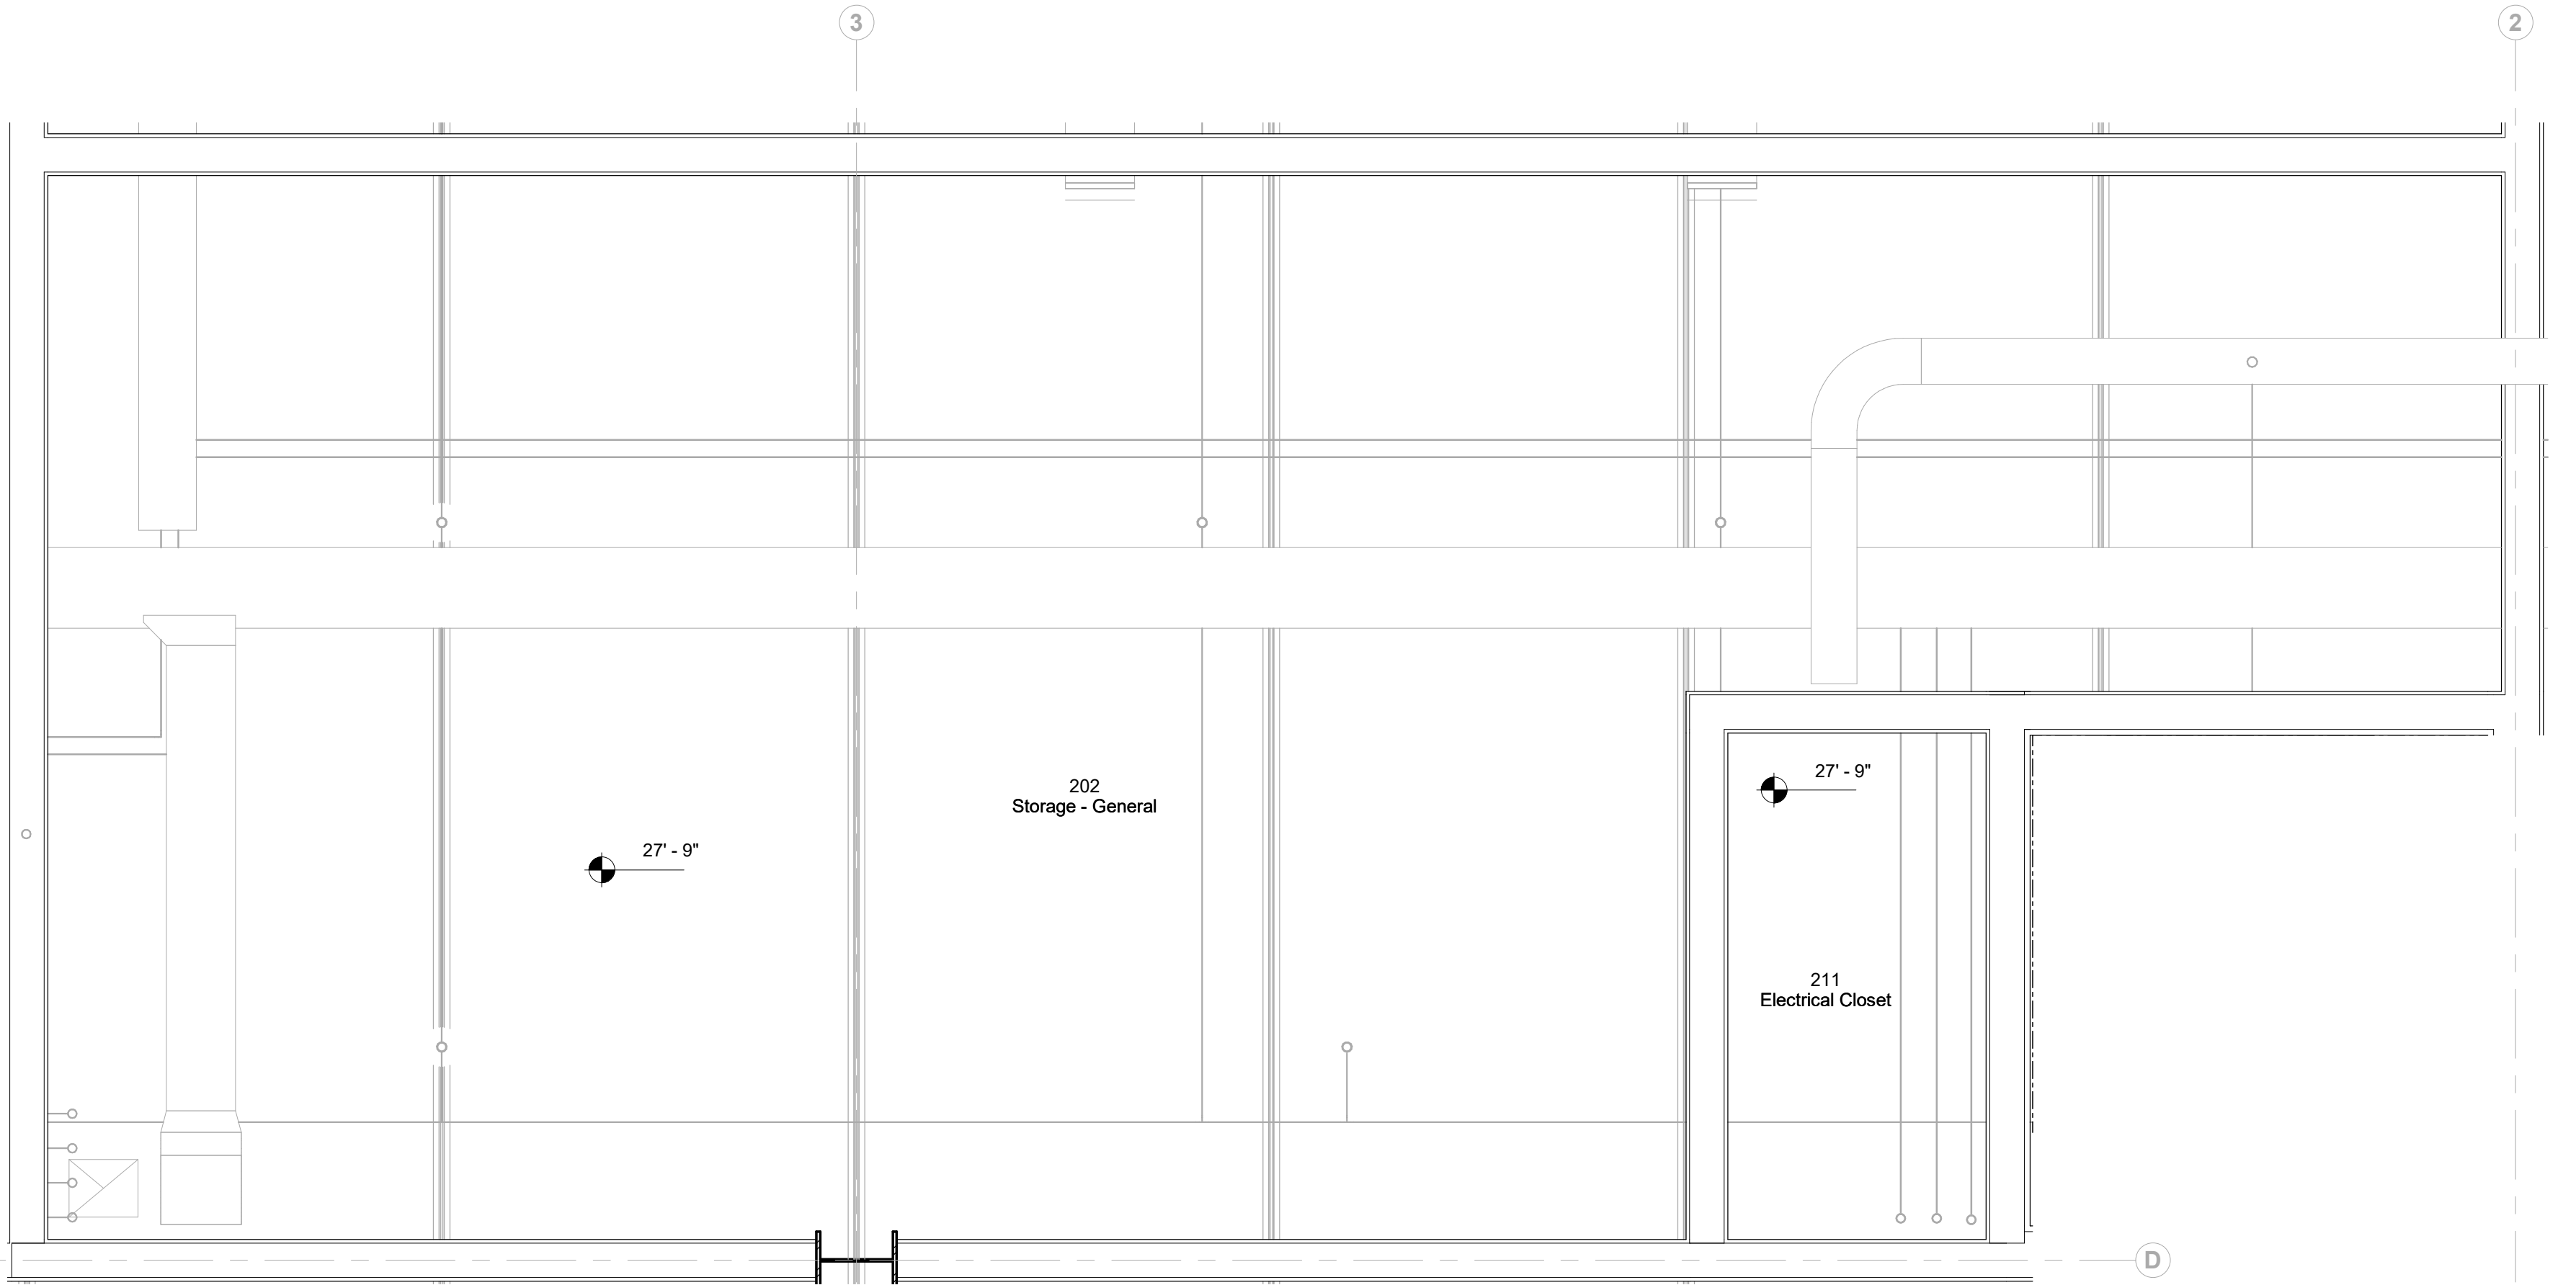 3
2
202
Storage - General
27' - 9"
27' - 9"
211
Electrical Closet
D